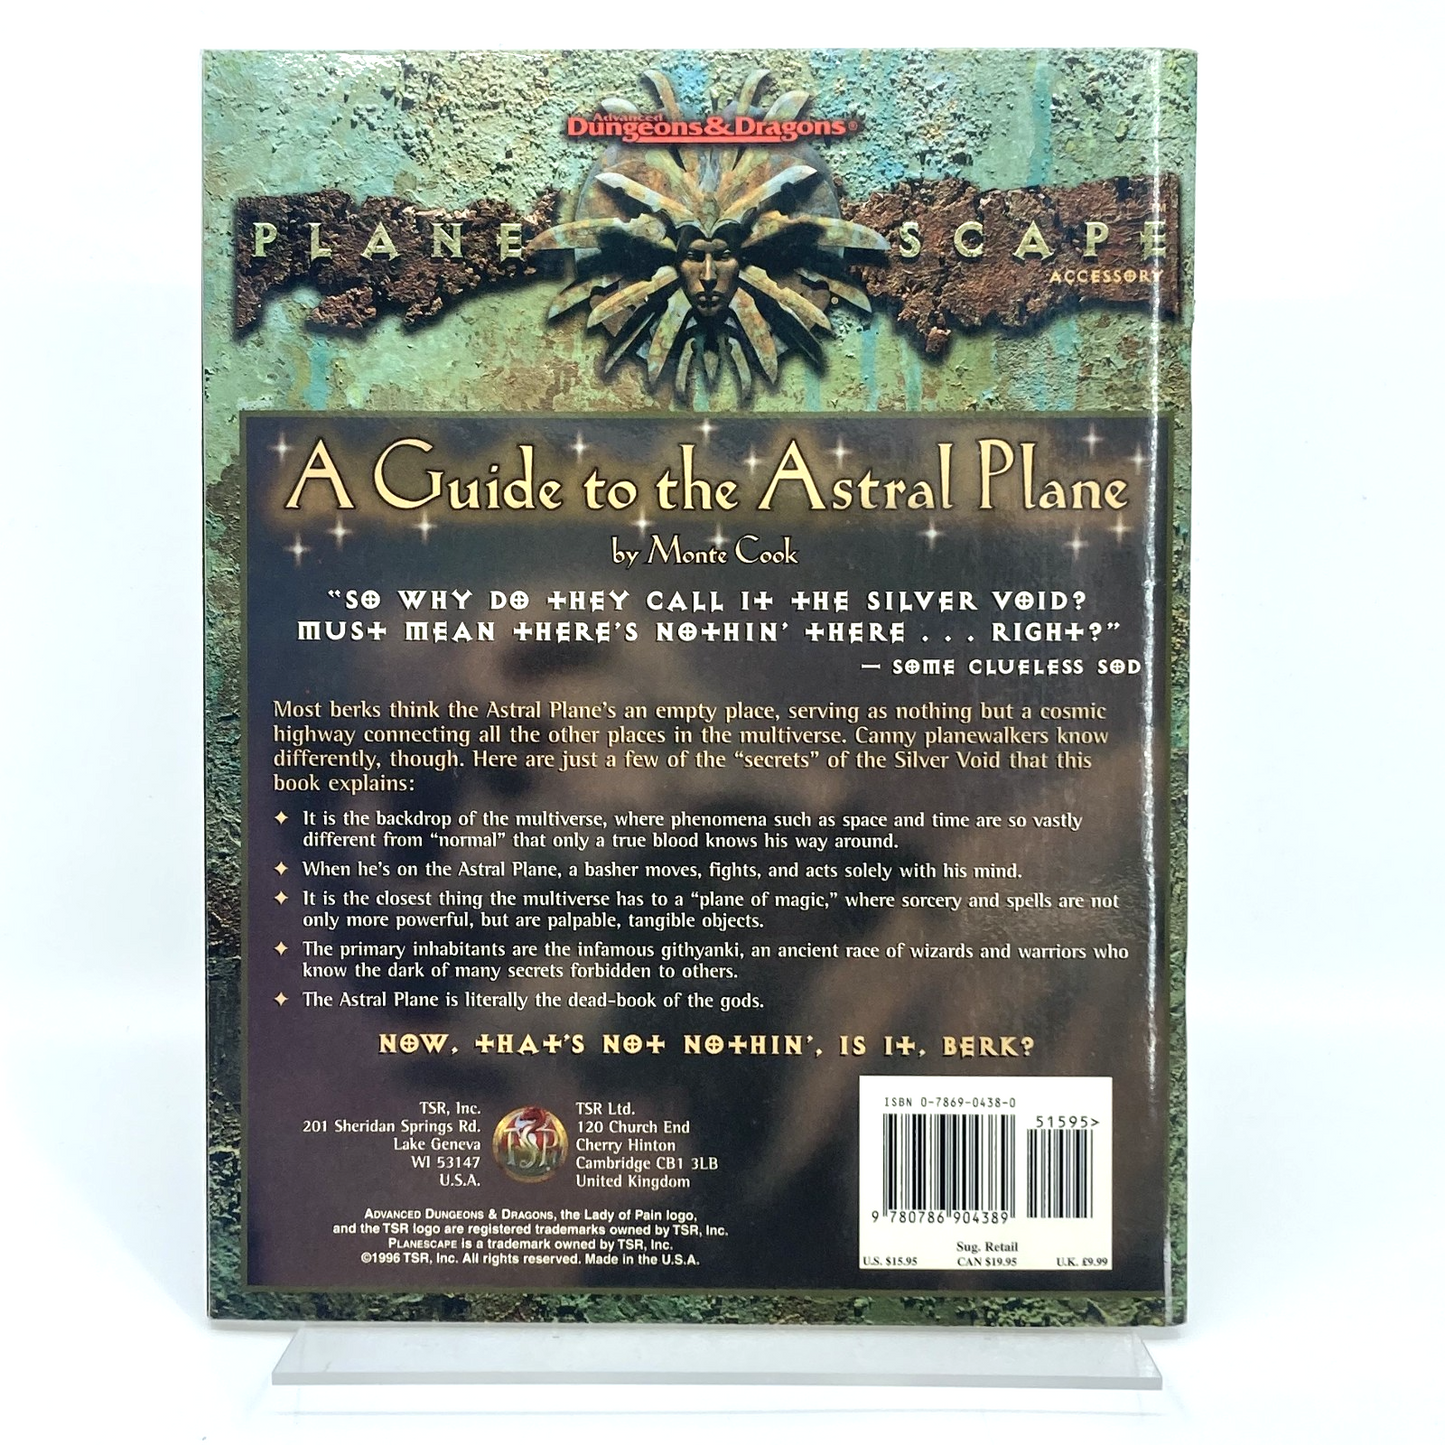 Advanced
Dungeons & Dragons®
PLANESCAPE
ACCESSORY
A Guide to the Astral Plane
by Monte Cook
"SO WHY DO THEY CALL IT THE SILVER VOID?
MUST MEAN THERE'S NOTHIN' THERE . . . RIGHT?"
— SOME CLUELESS SOD
Most berks think the Astral Plane's an empty place, serving as nothing but a cosmic
highway connecting all the other places in the multiverse. Canny planewalkers know
differently, though. Here are just a few of the "secrets" of the Silver Void that this
book explains:
✦ It is the backdrop of the multiverse, where phenomena such as space and time are so vastly
different from "normal" that only a true blood knows his way around.
✦ When he's on the Astral Plane, a basher moves, fights, and acts solely with his mind.
✦ It is the closest thing the multiverse has to a "plane of magic," where sorcery and spells are not
only more powerful, but are palpable, tangible objects.
✦ The primary inhabitants are the infamous githyanki, an ancient race of wizards and warriors who
know the dark of many secrets forbidden to others.
✦ The Astral Plane is literally the dead-book of the gods.
NOW, THAT'S NOT NOTHIN', IS IT, BERK?
TSR, Inc.
201 Sheridan Springs Rd.
Lake Geneva
WI 53147
U.S.A.
TSR
TSR Ltd.
120 Church End
Cherry Hinton
Cambridge CB1 3LB
United Kingdom
ADVANCED DUNGEONS & DRAGONS, the Lady of Pain logo,
and the TSR logo are registered trademarks owned by TSR, Inc.
PLANESCAPE is a trademark owned by TSR, Inc.
©1996 TSR, Inc. All rights reserved. Made in the U.S.A.
ISBN 0-7869-0438-0
51595>
9 780786 904389
Sug. Retail
U.S. $15.95 CAN $19.95 U.K. £9.99